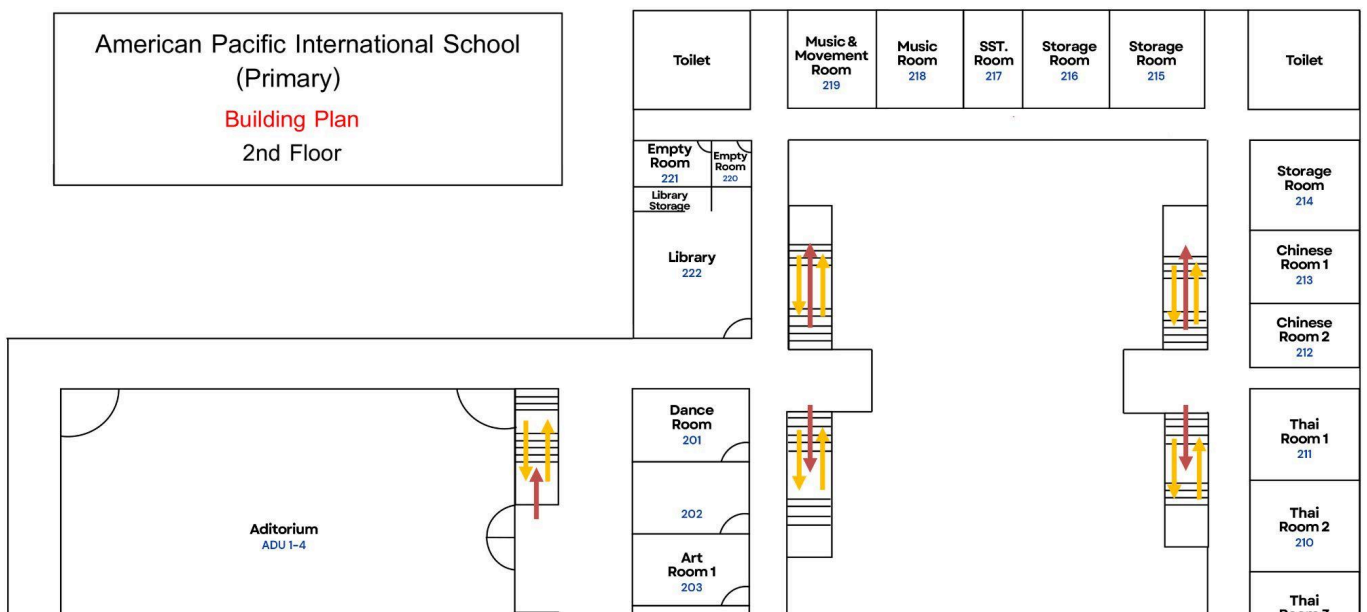 American Pacific International School
(Primary)
Building Plan
2nd Floor
Toilet
Music &
Movement
Room
219
Music
Room
218
SST.
Room
217
Storage
Room
216
Storage
Room
215
Toilet
Empty
Room
221
Empty
Room
220
Library
Storage
Library
222
Storage
Room
214
Chinese
Room 1
213
Chinese
Room 2
212
Dance
Room
201
202
Art
Room 1
203
Aditorium
ADU 1-4
Thai
Room 1
211
Thai
Room 2
210
Thai